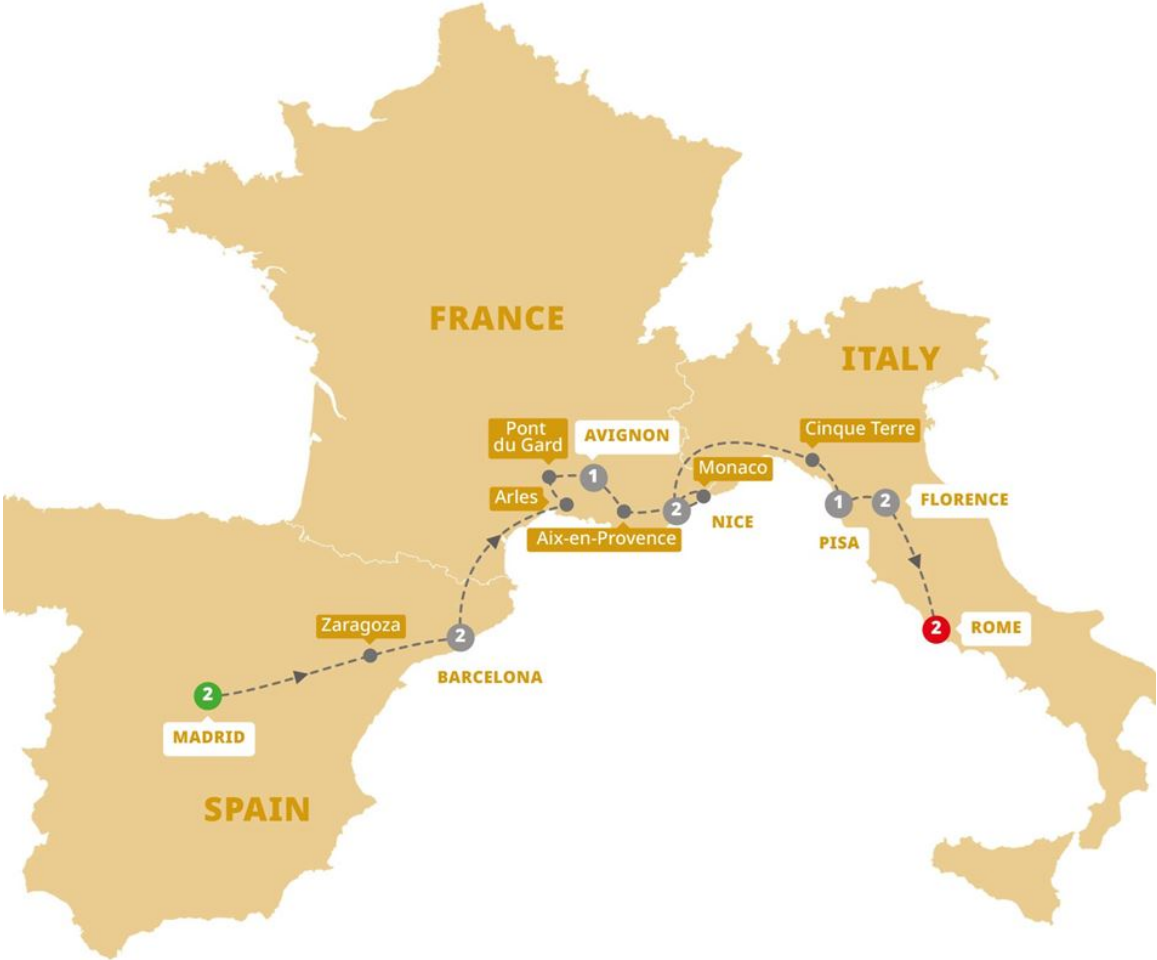 FRANCE
ITALY
Pont
du Gard
AVIGNON
1
Cinque Terre
Monaco
Arles
2
NICE
Aix-en-Provence
1
2
FLORENCE
PISA
Zaragoza
2
BARCELONA
2
ROME
2
MADRID
SPAIN